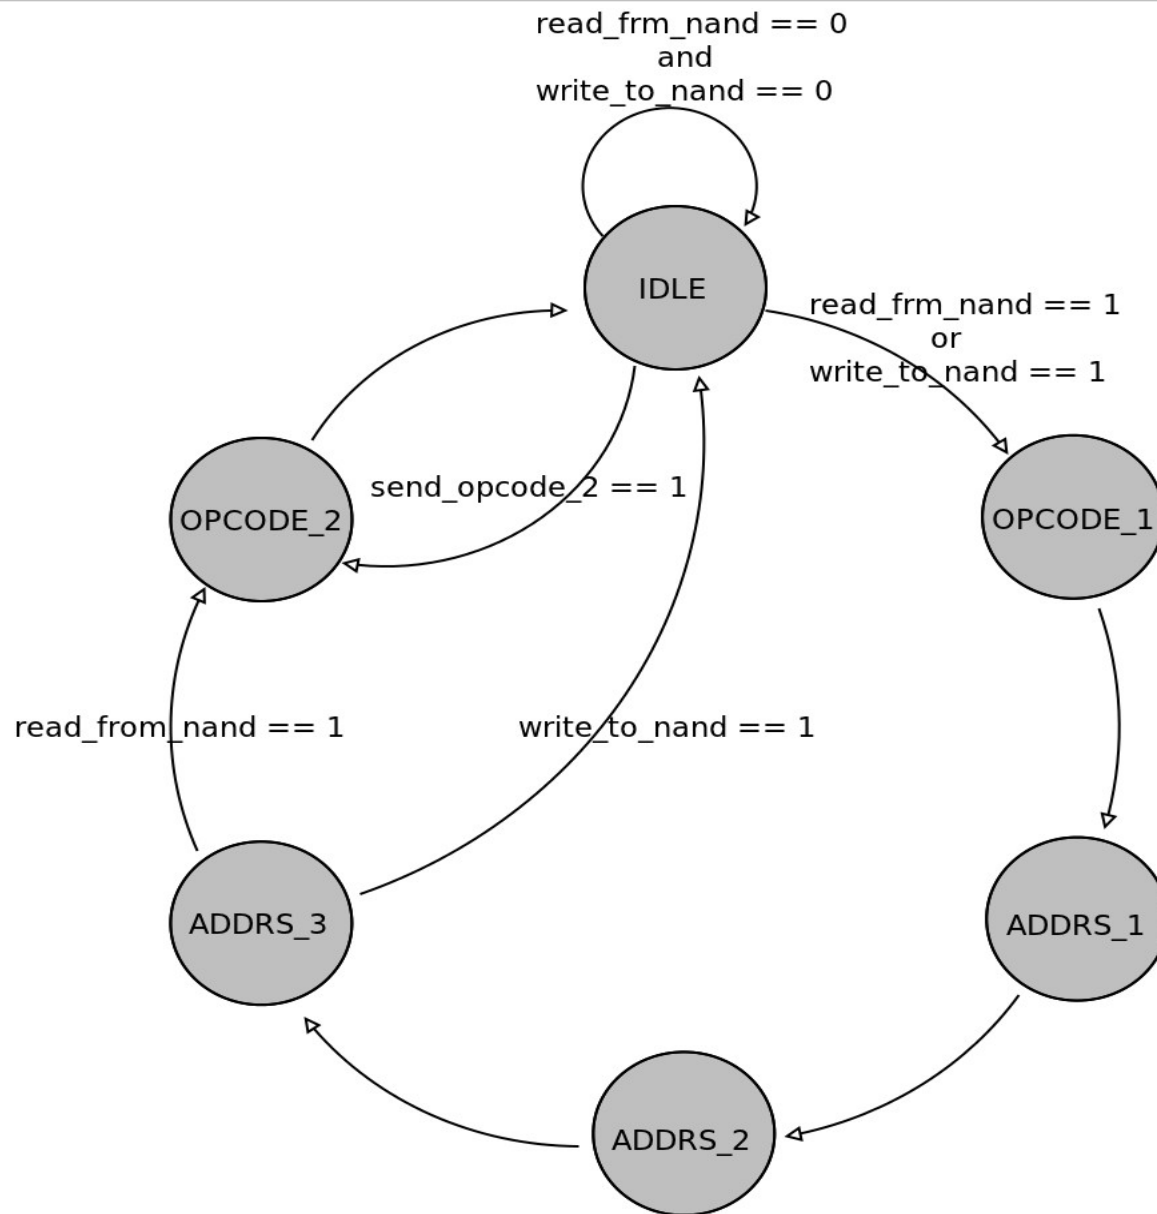 read_frm_nand == 0
and
write_to_nand == 0
IDLE
read_frm_nand == 1
or
write_to_nand == 1
send_opcode_2 == 1
OPCODE_2
OPCODE_1
read_from_nand == 1
write_to_nand == 1
ADDRS_3
ADDRS_1
ADDRS_2